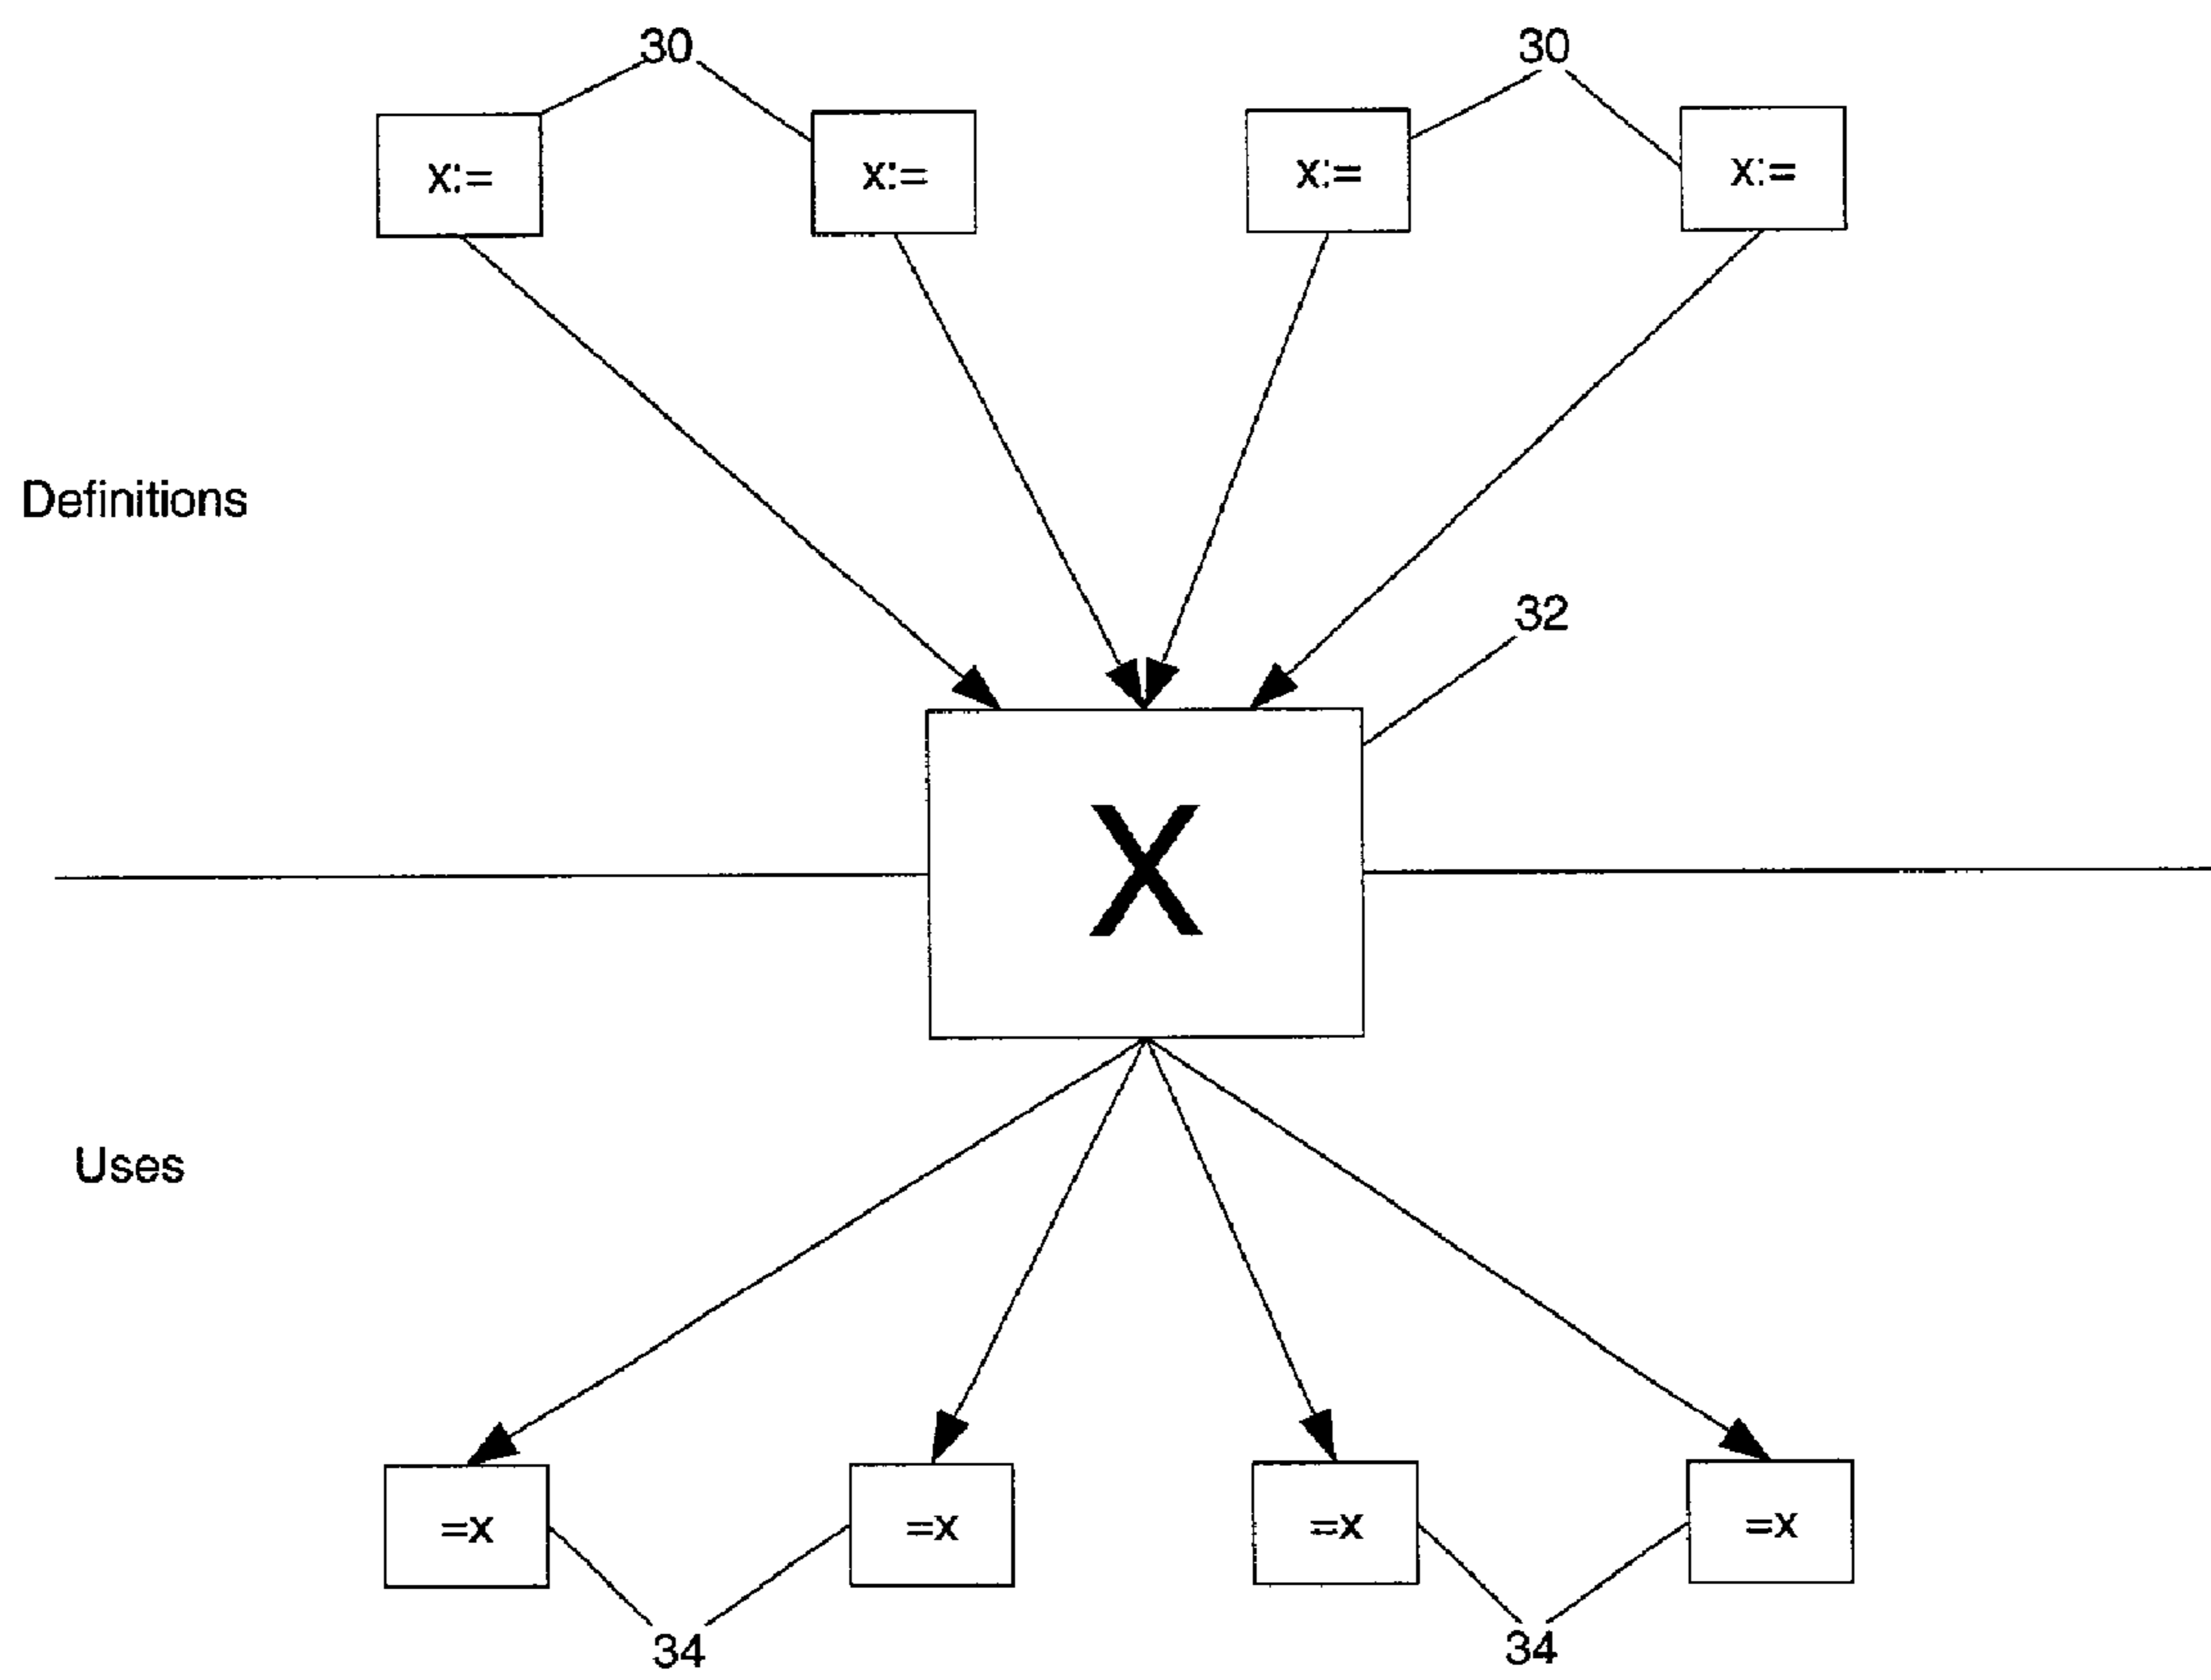 30 30
x:= x:= x:= x:=
Definitions
32
X
Uses
=x =x =x =x
34 34